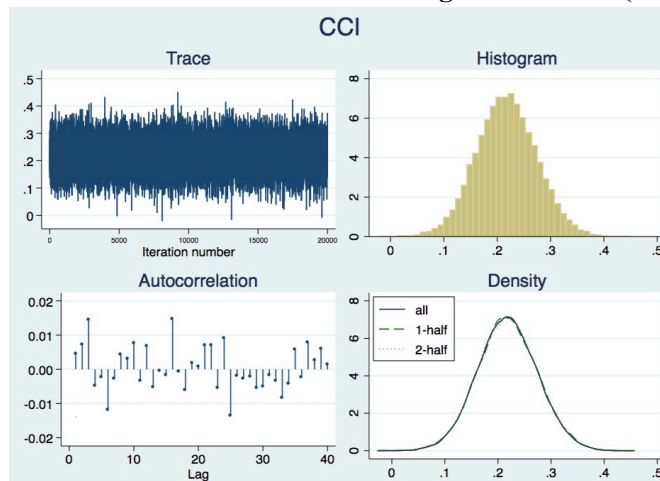 CCI
Trace
.5
.4
.3
.2
.1
0
0 5000 10000 15000 20000
Iteration number
Histogram
8
6
4
2
0
0 .1 .2 .3 .4 .5
Autocorrelation
0.02
0.01
0.00
-0.01
-0.02
0 10 20 30 40
Lag
Density
8
6
4
2
0
all
1-half
2-half
0 .1 .2 .3 .4 .5